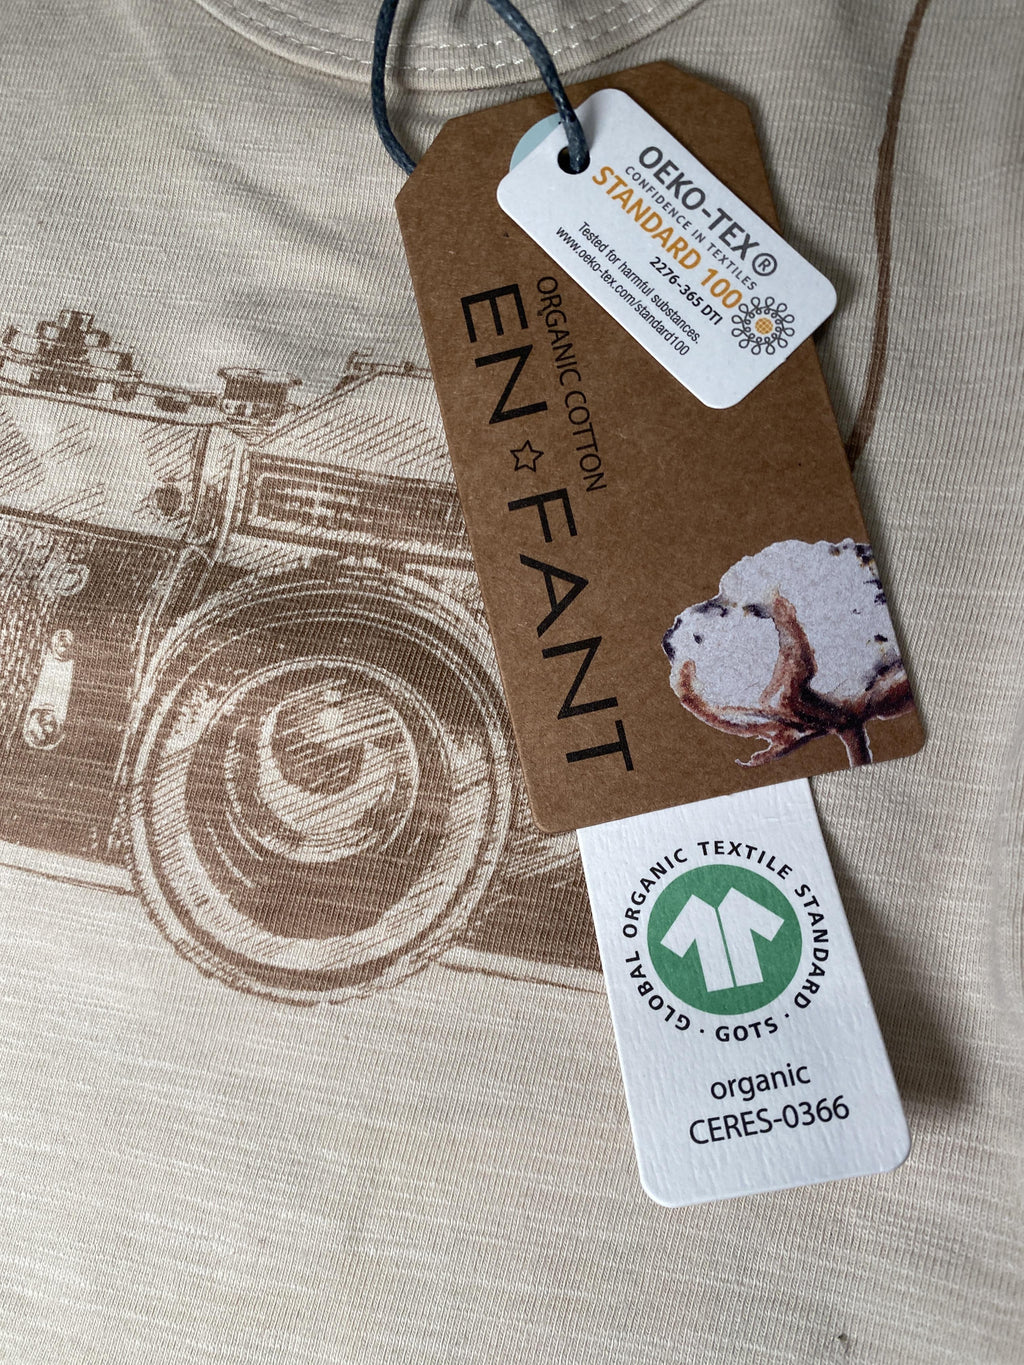 OEKO-TEX®
CONFIDENCE IN TEXTILES
STANDARD 100
2276-365 DTI
Tested for harmful substances.
www.oeko-tex.com/standard100
ORGANIC COTTON
EN☆FANT
GLOBAL ORGANIC TEXTILE STANDARD · GOTS ·
organic
CERES-0366